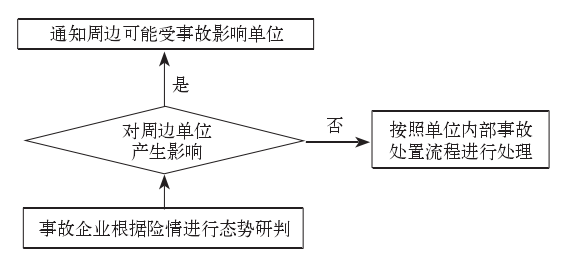 通知周边可能受事故影响单位
是
对周边单位
产生影响
否
按照单位内部事故
处置流程进行处理
事故企业根据险情进行态势研判